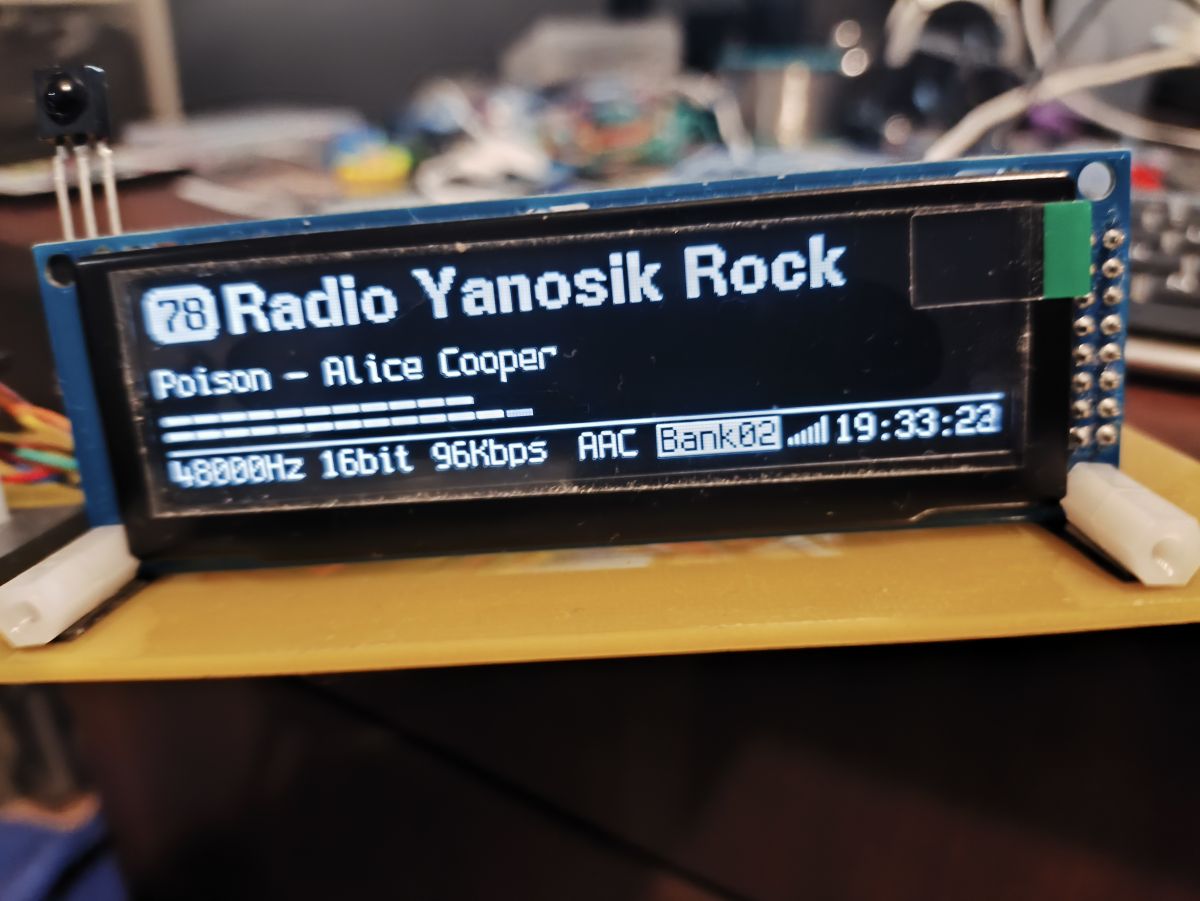 78 Radio Yanosik Rock
Poison - Alice Cooper
48000Hz 16bit 96Kbps AAC Bank02 19:33:23